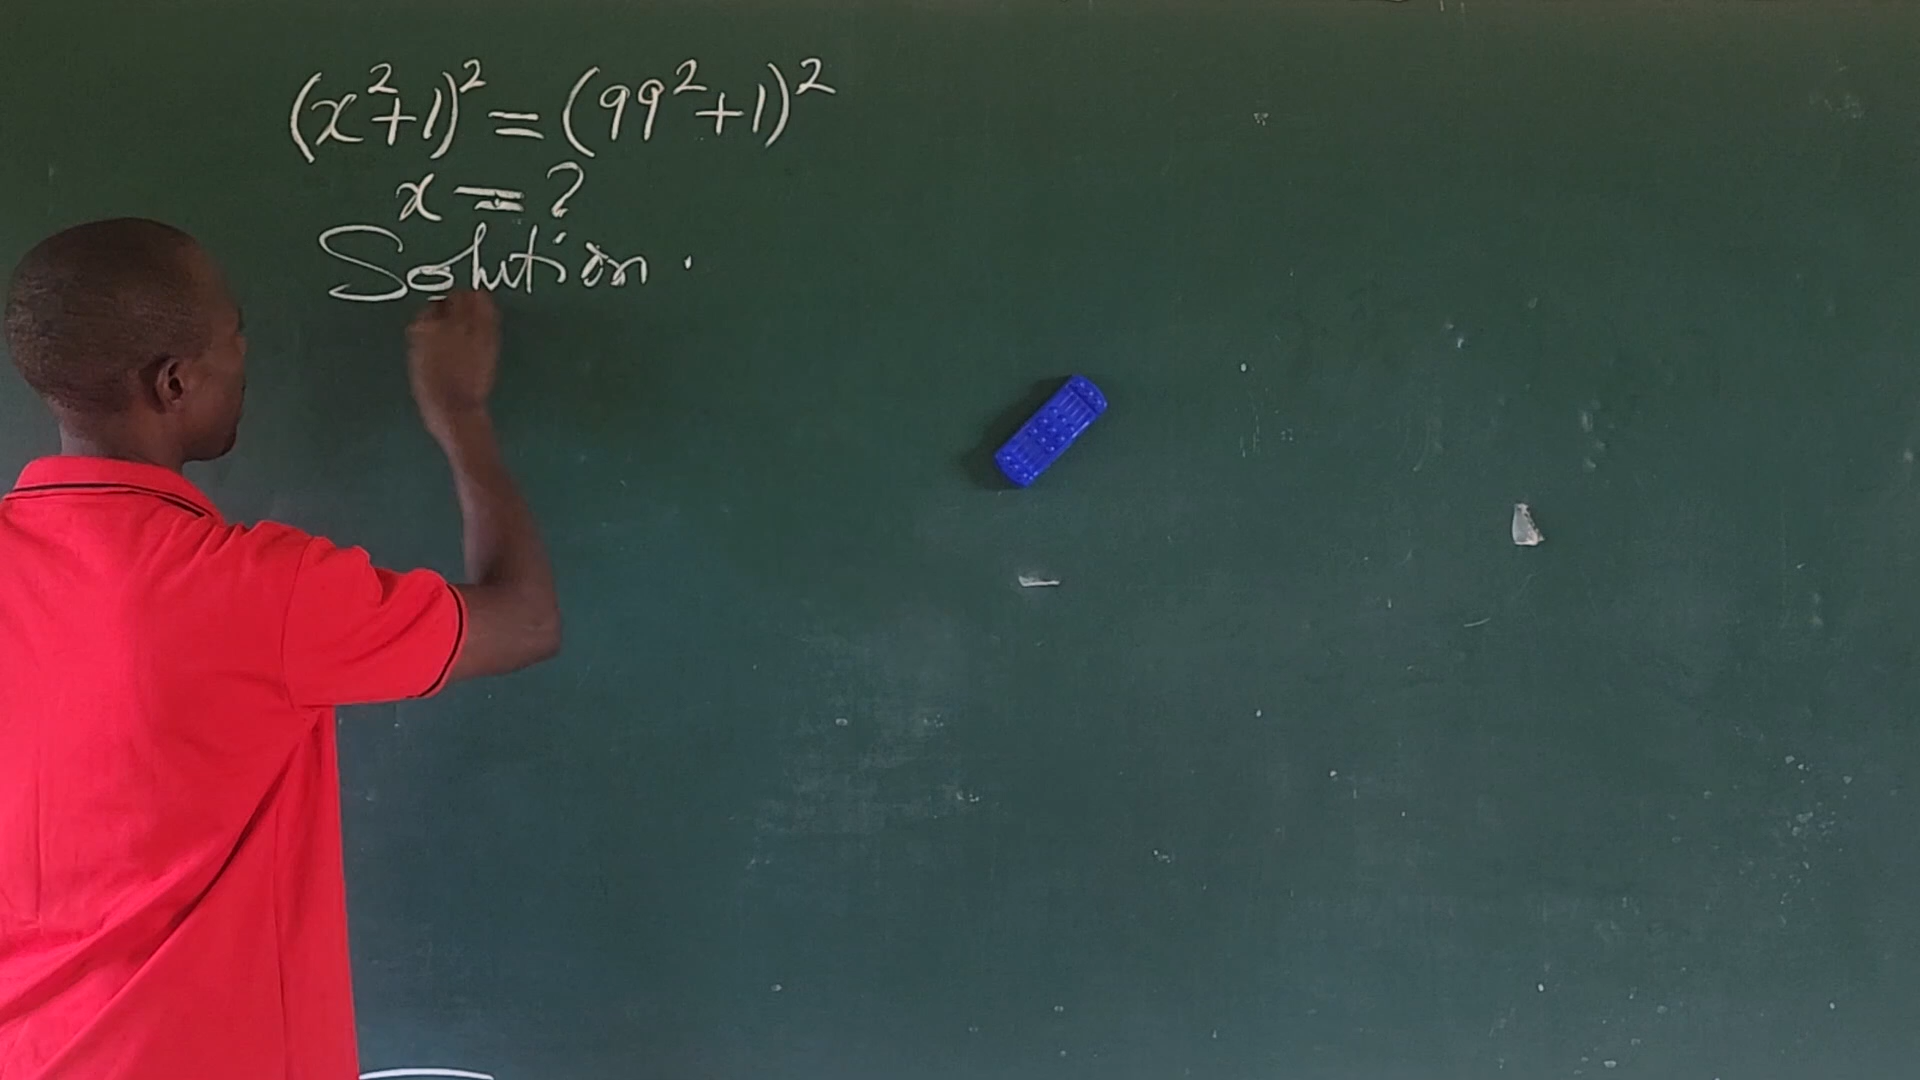 (x²+1)² = (99²+1)²
x = ?
Solution.